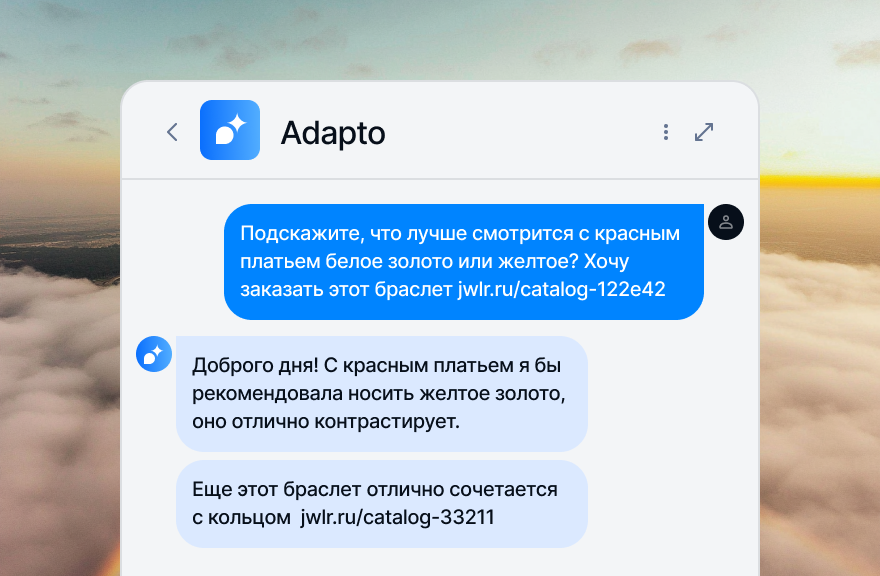 Adapto
Подскажите, что лучше смотрится с красным
платьем белое золото или желтое? Хочу
заказать этот браслет jwlr.ru/catalog-122e42
Доброго дня! С красным платьем я бы
рекомендовала носить желтое золото,
оно отлично контрастирует.
Еще этот браслет отлично сочетается
с кольцом  jwlr.ru/catalog-33211